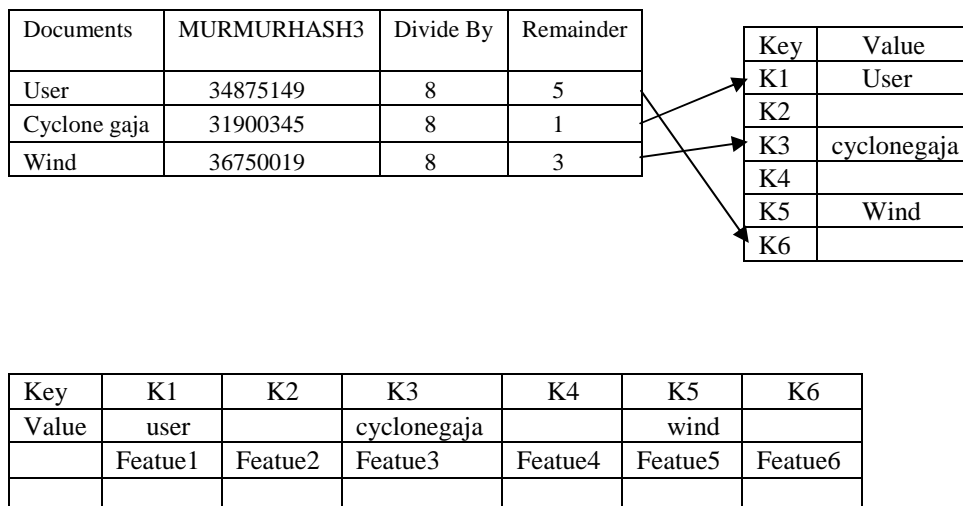 Documents MURMURHASH3 Divide By Remainder
User 34875149 8 5
Cyclone gaja 31900345 8 1
Wind 36750019 8 3
Key Value
K1 User
K2
K3 cyclonegaja
K4
K5 Wind
K6
Key K1 K2 K3 K4 K5 K6
Value user cyclonegaja wind
Featue1 Featue2 Featue3 Featue4 Featue5 Featue6